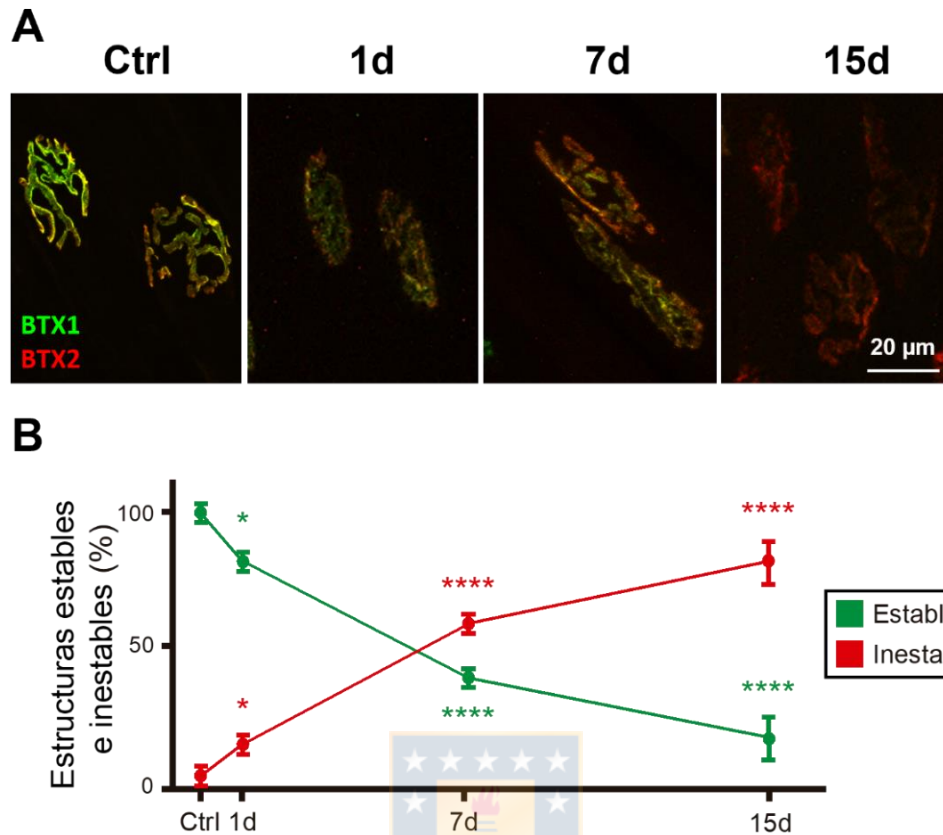 A
Ctrl 1d 7d 15d
BTX1
BTX2
20 µm
B
Estructuras estables
e inestables (%)
100
50
0
* * **** **** **** ****
Establ
Inesta
Ctrl 1d 7d 15d